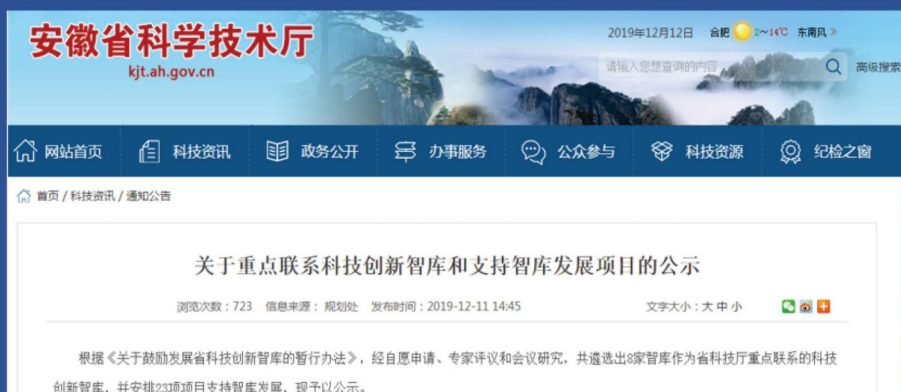 安徽省科学技术厅
kjt.ah.gov.cn
2019年12月12日 合肥 2~14℃ 东南风
请输入您想查询的内容 高级搜索
网站首页 科技资讯 政务公开 办事服务 公众参与 科技资源 纪检之窗
首页 / 科技资讯 / 通知公告
关于重点联系科技创新智库和支持智库发展项目的公示
浏览次数：723 信息来源： 规划处 发布时间：2019-12-11 14:45 文字大小：大 中 小
根据《关于鼓励发展省科技创新智库的暂行办法》，经自愿申请、专家评议和会议研究，共遴选出8家智库作为省科技厅重点联系的科技
创新智库，并安排23项项目支持智库发展，现予以公示。